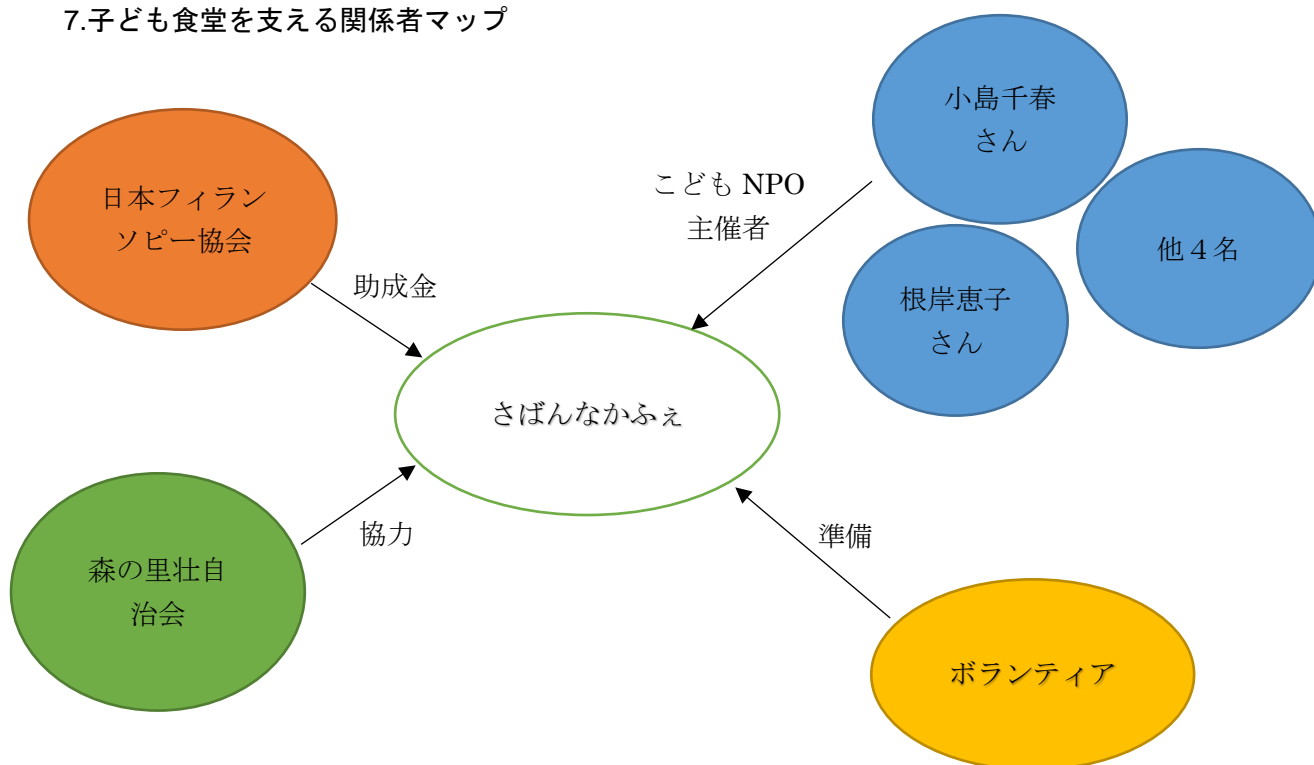 7.子ども食堂を支える関係者マップ
小島千春
さん
日本フィラン
ソピー協会
こども NPO
主催者
他４名
助成金
根岸恵子
さん
さばんなかふぇ
協力
準備
森の里壮自
治会
ボランティア